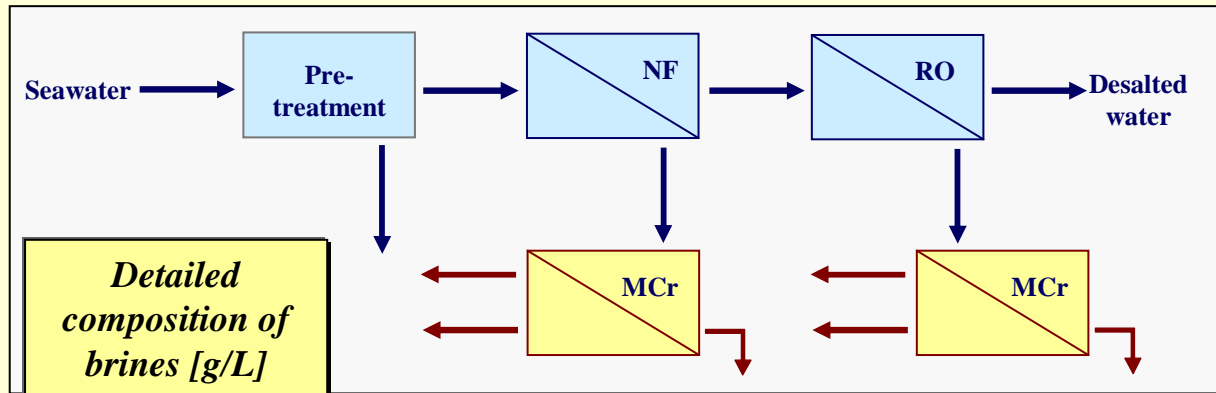 Seawater
Pre-
treatment
NF
RO
Desalted
water
MCr
MCr
Detailed
composition of
brines [g/L]